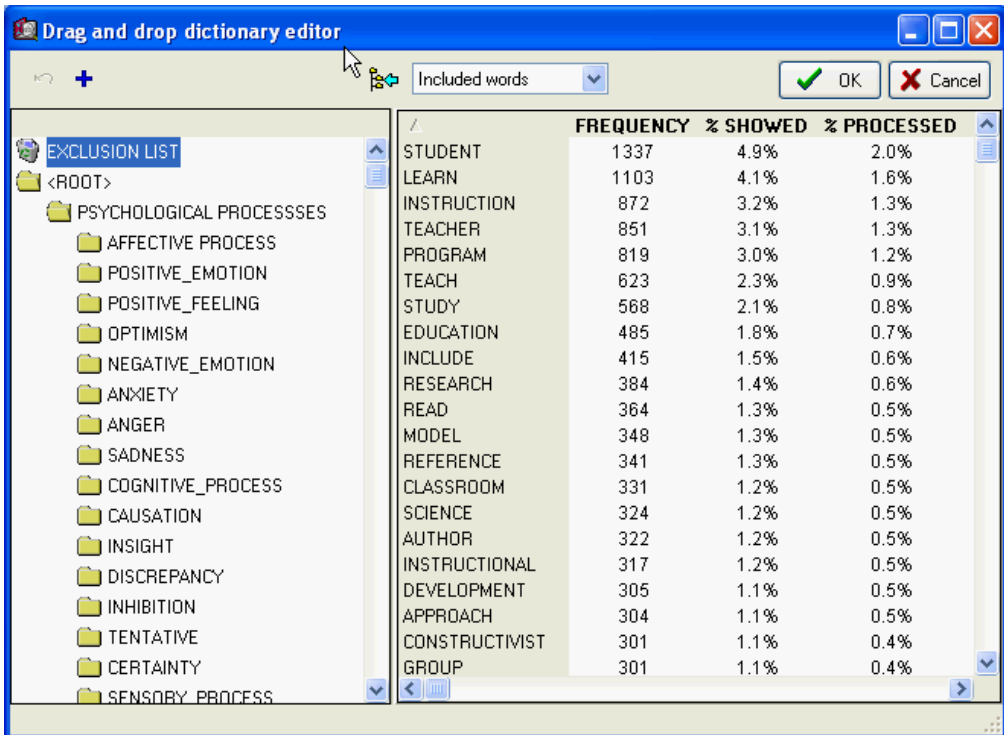 Drag and drop dictionary editor
Included words
OK
Cancel
EXCLUSION LIST
<ROOT>
PSYCHOLOGICAL PROCESSSES
AFFECTIVE PROCESS
POSITIVE_EMOTION
POSITIVE_FEELING
OPTIMISM
NEGATIVE_EMOTION
ANXIETY
ANGER
SADNESS
COGNITIVE_PROCESS
CAUSATION
INSIGHT
DISCREPANCY
INHIBITION
TENTATIVE
CERTAINTY
SENSORY_PROCESS
FREQUENCY % SHOWED % PROCESSED
STUDENT 1337 4.9% 2.0%
LEARN 1103 4.1% 1.6%
INSTRUCTION 872 3.2% 1.3%
TEACHER 851 3.1% 1.3%
PROGRAM 819 3.0% 1.2%
TEACH 623 2.3% 0.9%
STUDY 568 2.1% 0.8%
EDUCATION 485 1.8% 0.7%
INCLUDE 415 1.5% 0.6%
RESEARCH 384 1.4% 0.6%
READ 364 1.3% 0.5%
MODEL 348 1.3% 0.5%
REFERENCE 341 1.3% 0.5%
CLASSROOM 331 1.2% 0.5%
SCIENCE 324 1.2% 0.5%
AUTHOR 322 1.2% 0.5%
INSTRUCTIONAL 317 1.2% 0.5%
DEVELOPMENT 305 1.1% 0.5%
APPROACH 304 1.1% 0.5%
CONSTRUCTIVIST 301 1.1% 0.4%
GROUP 301 1.1% 0.4%